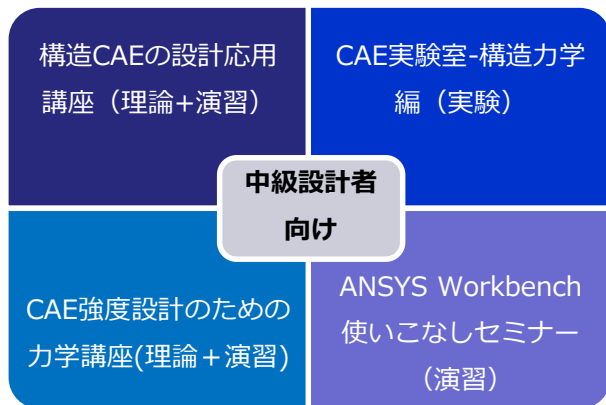 構造CAEの設計応用
講座（理論+演習）
CAE実験室-構造力学
編（実験）
中級設計者
向け
CAE強度設計のための
力学講座(理論＋演習)
ANSYS Workbench
使いこなしセミナー
（演習）